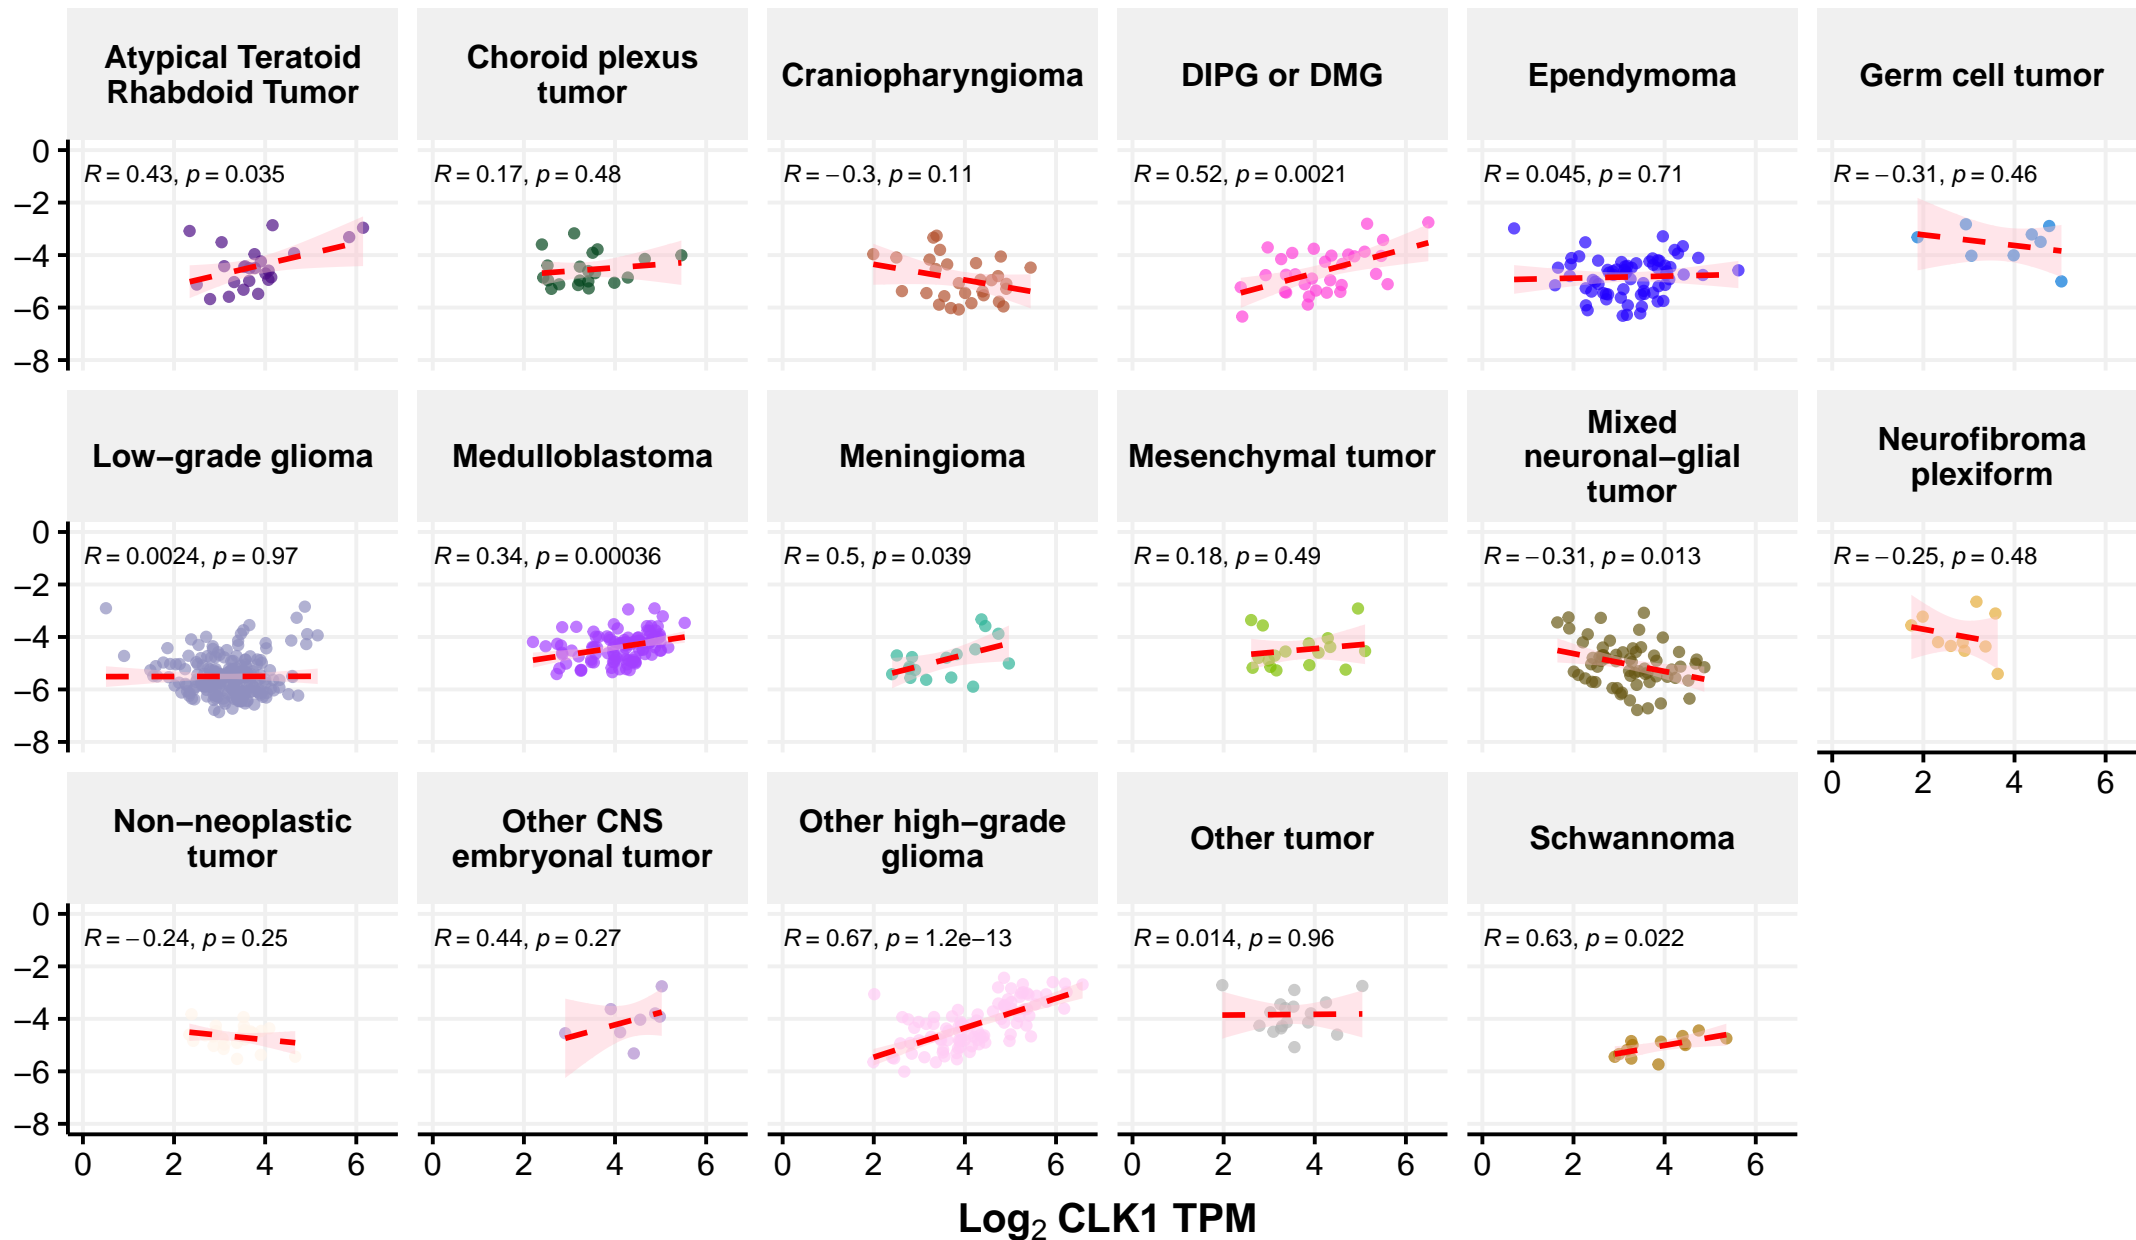 Atypical Teratoid
Rhabdoid Tumor
Choroid plexus
tumor
Craniopharyngioma
DIPG or DMG
Ependymoma
Germ cell tumor
0
−2
−4
−6
−8
R = 0.43, p = 0.035
R = 0.17, p = 0.48
R = −0.3, p = 0.11
R = 0.52, p = 0.0021
R = 0.045, p = 0.71
R = −0.31, p = 0.46
Low−grade glioma
Medulloblastoma
Meningioma
Mesenchymal tumor
Mixed
neuronal−glial
tumor
Neurofibroma
plexiform
0
−2
−4
−6
−8
R = 0.0024, p = 0.97
R = 0.34, p = 0.00036
R = 0.5, p = 0.039
R = 0.18, p = 0.49
R = −0.31, p = 0.013
R = −0.25, p = 0.48
0 2 4 6
Non−neoplastic
tumor
Other CNS
embryonal tumor
Other high−grade
glioma
Other tumor
Schwannoma
0
−2
−4
−6
−8
R = −0.24, p = 0.25
R = 0.44, p = 0.27
R = 0.67, p = 1.2e−13
R = 0.014, p = 0.96
R = 0.63, p = 0.022
0 2 4 6
0 2 4 6
0 2 4 6
0 2 4 6
0 2 4 6
Log₂ CLK1 TPM